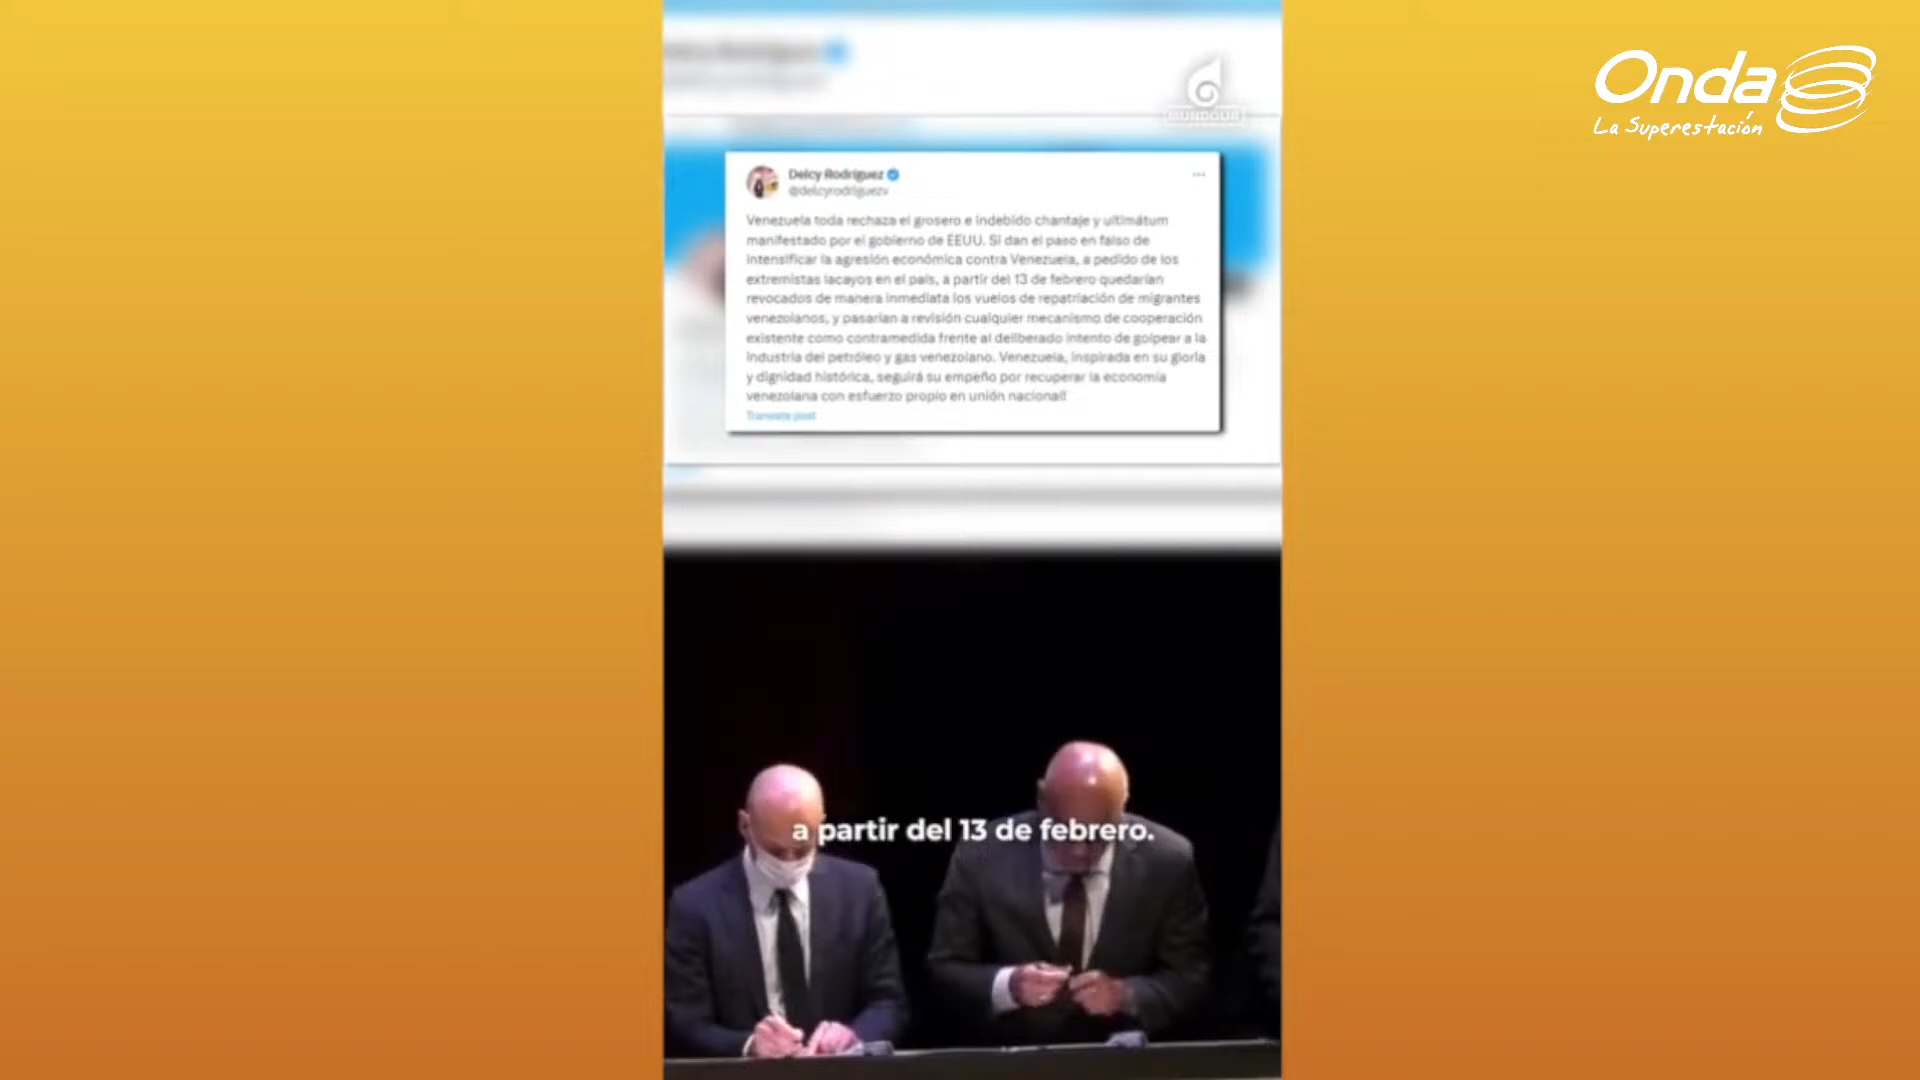 Onda
La Superestación
MUNDOUR
Delcy Rodríguez
@delcyrodriguezv
Venezuela toda rechaza el grosero e indebido chantaje y ultimátum
manifestado por el gobierno de EEUU. Si dan el paso en falso de
intensificar la agresión económica contra Venezuela, a pedido de los
extremistas lacayos en el país, a partir del 13 de febrero quedarían
revocados de manera inmediata los vuelos de repatriación de migrantes
venezolanos, y pasarían a revisión cualquier mecanismo de cooperación
existente como contramedida frente al deliberado intento de golpear a la
industria del petróleo y gas venezolano. Venezuela, inspirada en su gloria
y dignidad histórica, seguirá su empeño por recuperar la economía
venezolana con esfuerzo propio en unión nacional!
Translate post
a partir del 13 de febrero.